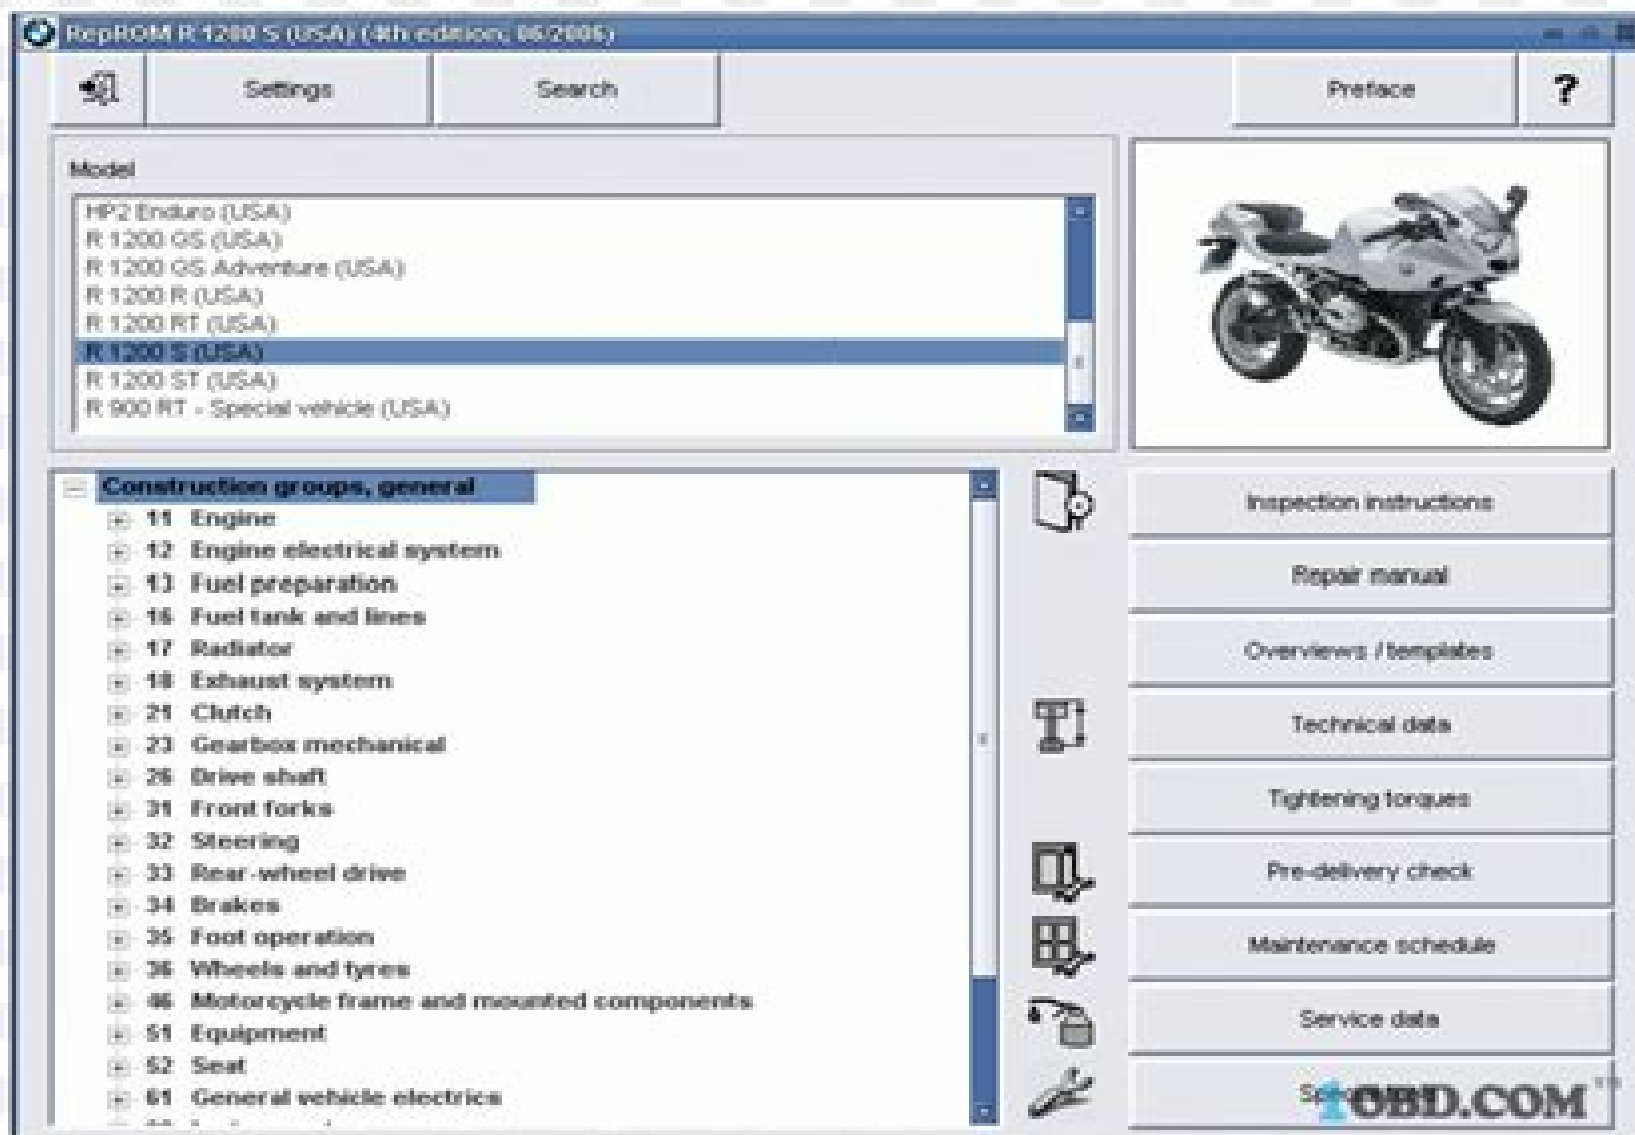 RepROM R 1200 S (USA) (4th edition, 06/2006)
Settings
Search
Preface
?
Model
HP2 Enduro (USA)
R 1200 GS (USA)
R 1200 GS Adventure (USA)
R 1200 R (USA)
R 1200 RT (USA)
R 1200 S (USA)
R 1200 ST (USA)
R 900 RT - Special vehicle (USA)
Construction groups, general
11 Engine
12 Engine electrical system
13 Fuel preparation
16 Fuel tank and lines
17 Radiator
18 Exhaust system
21 Clutch
23 Gearbox mechanical
26 Drive shaft
31 Front forks
32 Steering
33 Rear-wheel drive
34 Brakes
35 Foot operation
36 Wheels and tyres
46 Motorcycle frame and mounted components
51 Equipment
52 Seat
61 General vehicle electrics
Inspection instructions
Repair manual
Overviews / templates
Technical data
Tightening torques
Pre-delivery check
Maintenance schedule
Service data
1OBD.COM